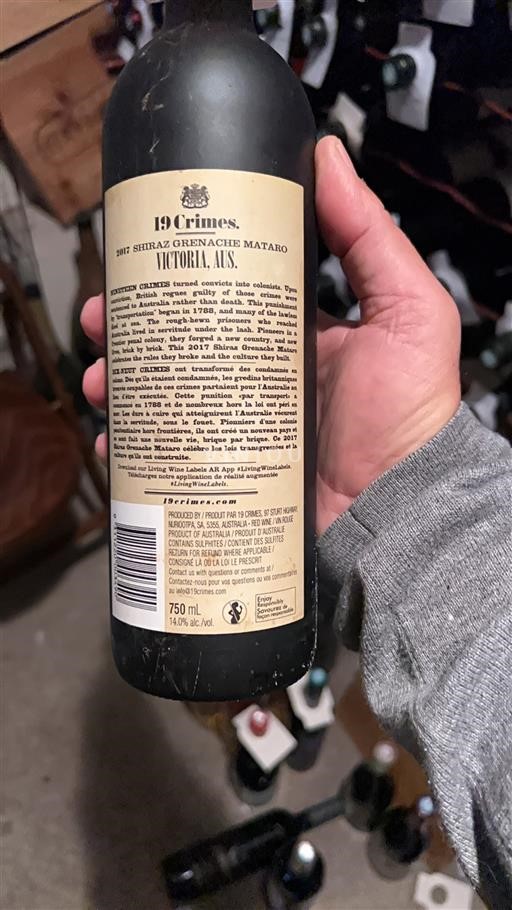 19 Crimes.
2017 SHIRAZ GRENACHE MATARO
VICTORIA, AUS.
NINETEEN CRIMES turned convicts into colonists. Upon
conviction, British rogues guilty of those crimes were
sentenced to Australia rather than death. This punishment
by "transportation" began in 1788, and many of the lawless
died at sea. The rough-hewn prisoners who reached
Australia lived in servitude under the lash. Pioneers in a
frontier penal colony, they forged a new country, and new
lives, brick by brick. This 2017 Shiraz Grenache Mataro
celebrates the rules they broke and the culture they built.
DIX-NEUF CRIMES ont transformé des condamnés en
colons. Dès qu'ils étaient condamnés, les gredins britanniques
trouvés coupables de ces crimes partaient pour l'Australie au
lieu d'être exécutés. Cette punition «par transport» a
commencé en 1788 et de nombreux hors la loi ont péri en
mer. Les durs à cuire qui atteignirent l'Australie vécurent
dans la servitude, sous le fouet. Pionniers d'une colonie
pénitentiaire hors frontières, ils ont créé un nouveau pays et
se sont fait une nouvelle vie, brique par brique. Ce 2017
Shiraz Grenache Mataro célèbre les lois transgressées et la
culture qu'ils ont construite.
Download our Living Wine Labels AR App #LivingWineLabels.
Téléchargez notre application de réalité augmentée
#LivingWineLabels.
19crimes.com
PRODUCED BY / PRODUIT PAR 19 CRIMES, 97 STURT HIGHWAY,
NURIOOTPA, SA, 5355, AUSTRALIA - RED WINE / VIN ROUGE
PRODUCT OF AUSTRALIA / PRODUIT D'AUSTRALIE
CONTAINS SULPHITES / CONTIENT DES SULFITES
RETURN FOR REFUND WHERE APPLICABLE /
CONSIGNÉ LÀ OÙ LA LOI LE PRESCRIT
Contact us with questions or comments at /
Contactez-nous pour vos questions ou vos commentaires
au info@19crimes.com
750 mL
14.0% alc./vol.
Enjoy
Responsibly
Savourez de
façon responsable